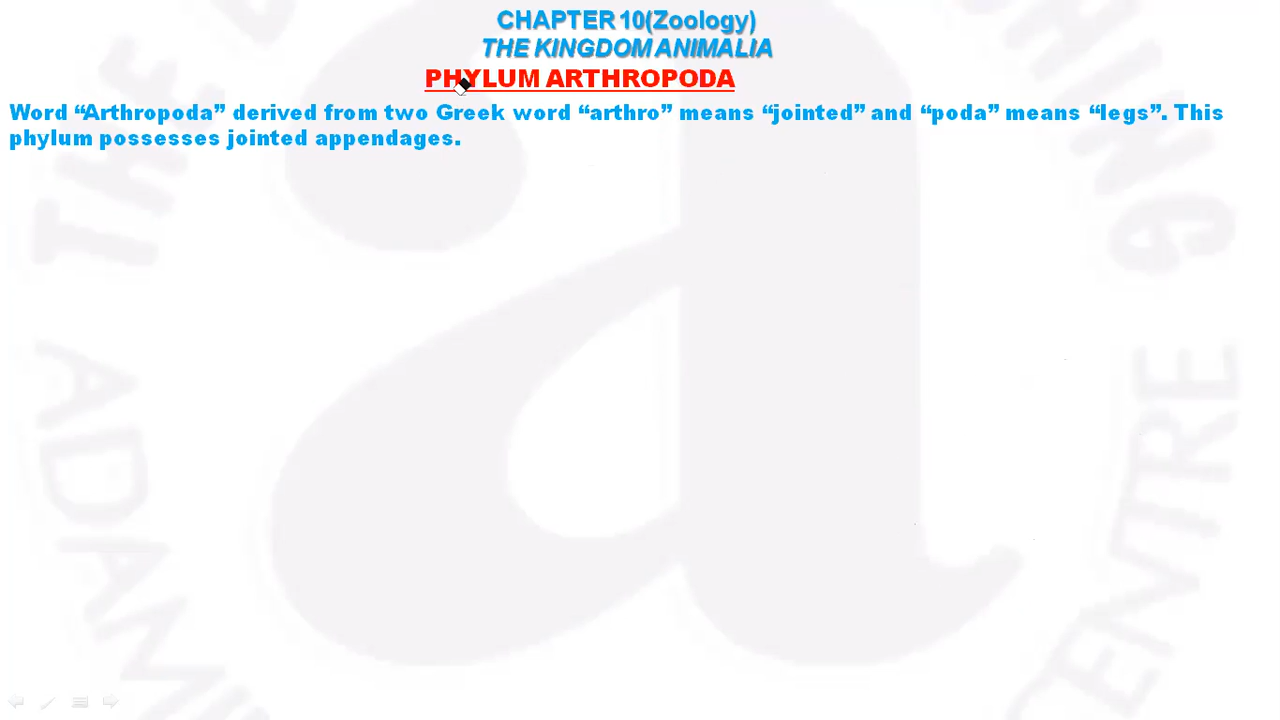 CHAPTER 10(Zoology)
THE KINGDOM ANIMALIA
PHYLUM ARTHROPODA
Word “Arthropoda” derived from two Greek word “arthro” means “jointed” and “poda” means “legs”. This
phylum possesses jointed appendages.